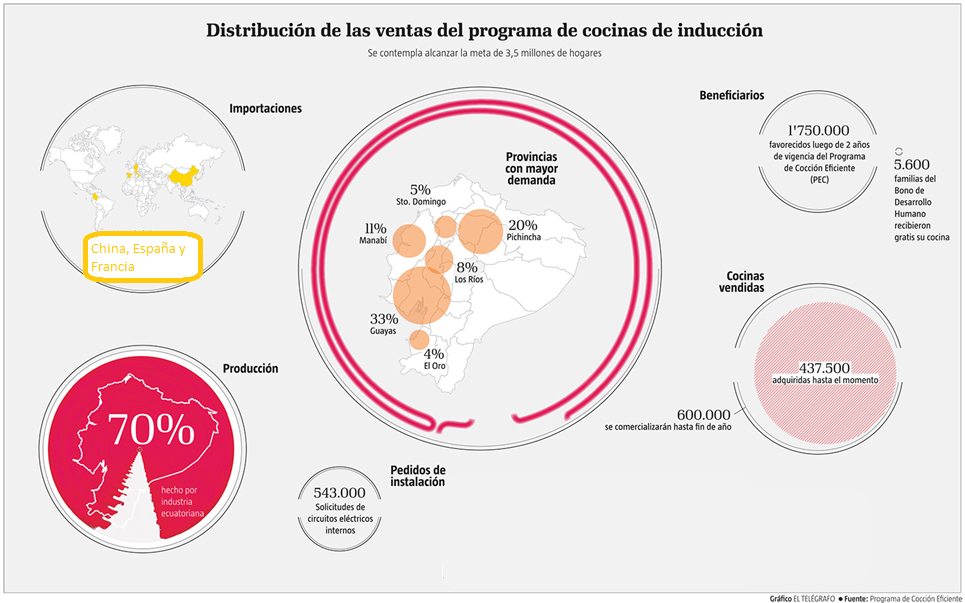 Distribución de las ventas del programa de cocinas de inducción
Se contempla alcanzar la meta de 3,5 millones de hogares
Importaciones
China, España y
Francia
Producción
70%
hecho por
industria
ecuatoriana
Provincias
con mayor
demanda
5%
Sto. Domingo
11%
Manabí
20%
Pichincha
8%
Los Ríos
33%
Guayas
4%
El Oro
Pedidos de
instalación
543.000
Solicitudes de
circuitos eléctricos
internos
Beneficiarios
1'750.000
favorecidos luego de 2 años
de vigencia del Programa
de Cocción Eficiente
(PEC)
5.600
familias del
Bono de
Desarrollo
Humano
recibieron
gratis su cocina
Cocinas
vendidas
437.500
adquiridas hasta el momento
600.000
se comercializarán hasta fin de año
Gráfico EL TELÉGRAFO ● Fuente: Programa de Cocción Eficiente